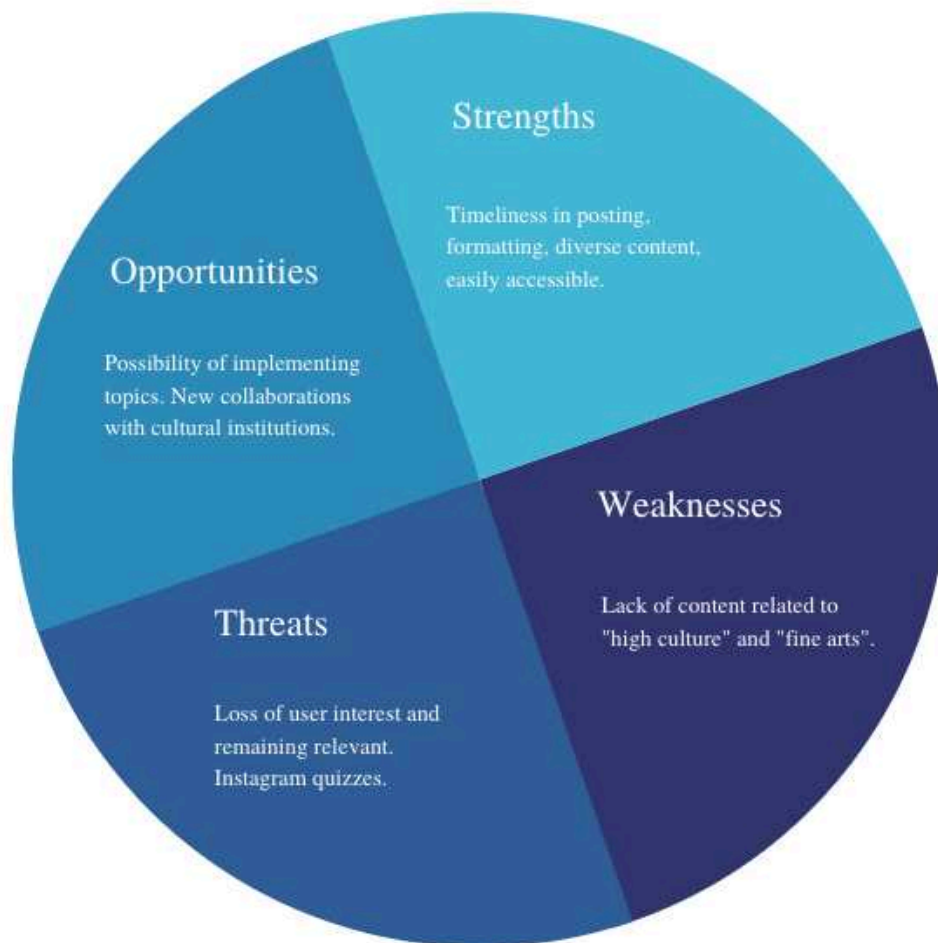 Strengths
Timeliness in posting,
formatting, diverse content,
easily accessible.
Opportunities
Possibility of implementing
topics. New collaborations
with cultural institutions.
Weaknesses
Lack of content related to
"high culture" and "fine arts".
Threats
Loss of user interest and
remaining relevant.
Instagram quizzes.